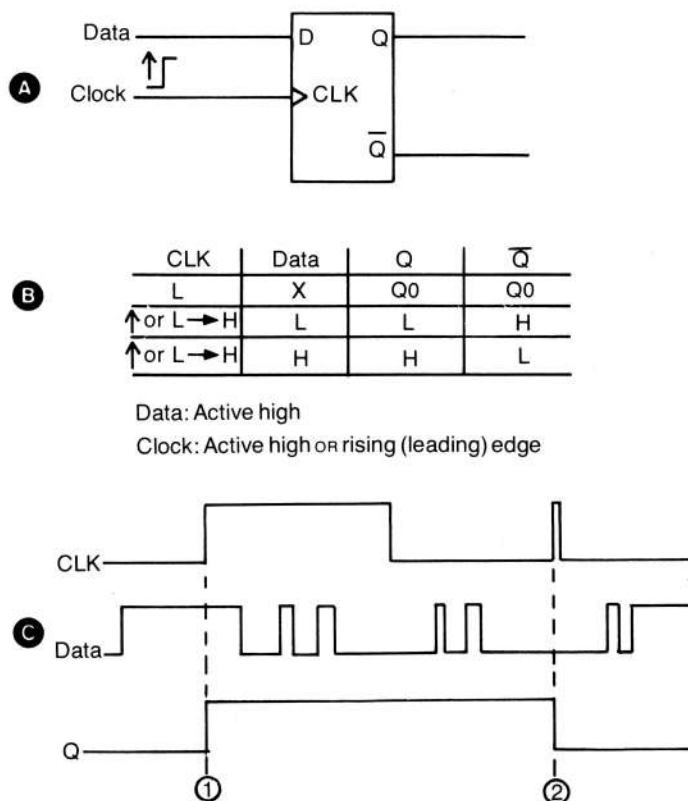 Data
D Q
A
Clock
CLK
Q̅
B
CLK Data Q Q̅
L X Q0 Q0
↑ or L → H L L H
↑ or L → H H H L
Data: Active high
Clock: Active high OR rising (leading) edge
CLK
C
Data
Q
① ②